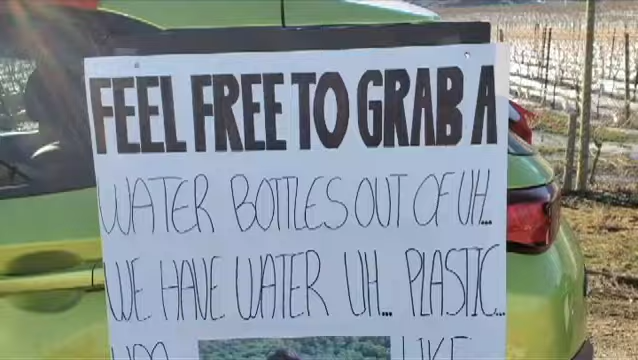 FEEL FREE TO GRAB A
WATER BOTTLES OUT OF UH...
WE HAVE WATER UH... PLASTIC...
LIKE